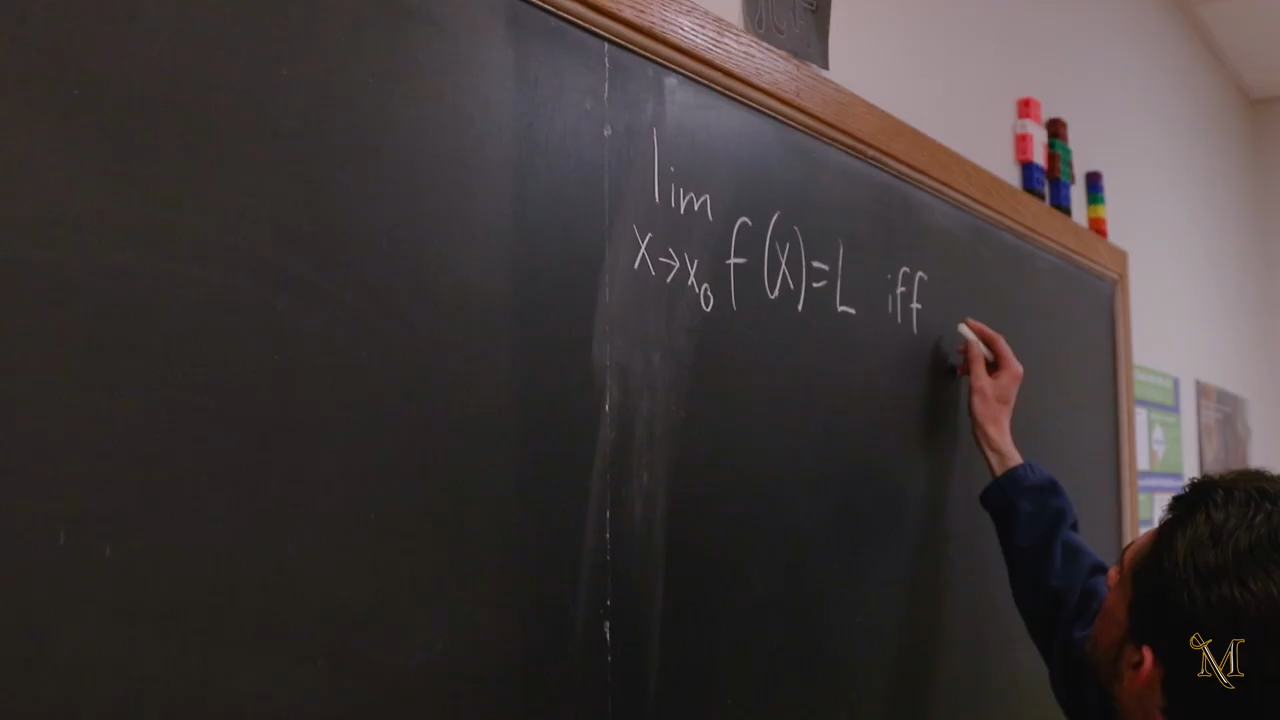 lim
x→x₀ f(x)=L iff
M